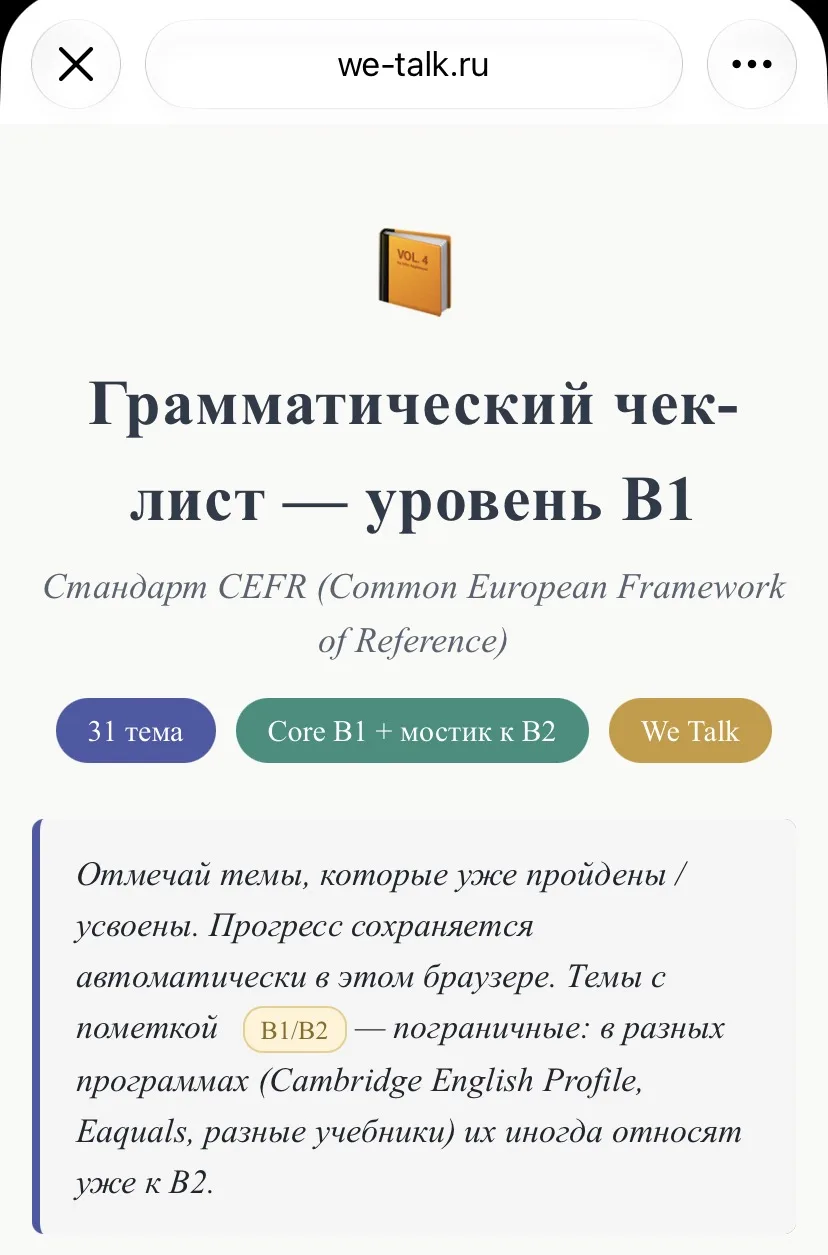 we-talk.ru
VOL. 4
Грамматический чек-
лист — уровень B1
Стандарт CEFR (Common European Framework
of Reference)
31 тема
Core B1 + мостик к B2
We Talk
Отмечай темы, которые уже пройдены /
усвоены. Прогресс сохраняется
автоматически в этом браузере. Темы с
пометкой B1/B2 — пограничные: в разных
программах (Cambridge English Profile,
Eaquals, разные учебники) их иногда относят
уже к B2.